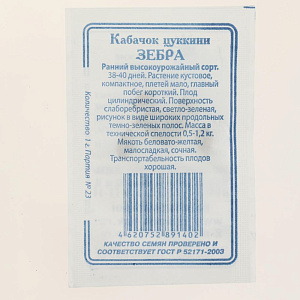 Кабачок цуккини
ЗЕБРА
Ранний высокоурожайный сорт.
38-40 дней. Растение кустовое,
компактное, плетей мало, главный
побег короткий. Плод
цилиндрический. Поверхность
слаборебристая, светло-зеленая,
рисунок в виде широких продольных
темно-зеленых полос. Масса в
технической спелости 0,5-1,2 кг.
Мякоть беловато-желтая,
малосладкая, сочная.
Транспортабельность плодов
хорошая.
4 620752 891402
КАЧЕСТВО СЕМЯН ПРОВЕРЕНО И
СООТВЕТСТВУЕТ ГОСТ Р 52171-2003
Количество 1 г. Партия № 23